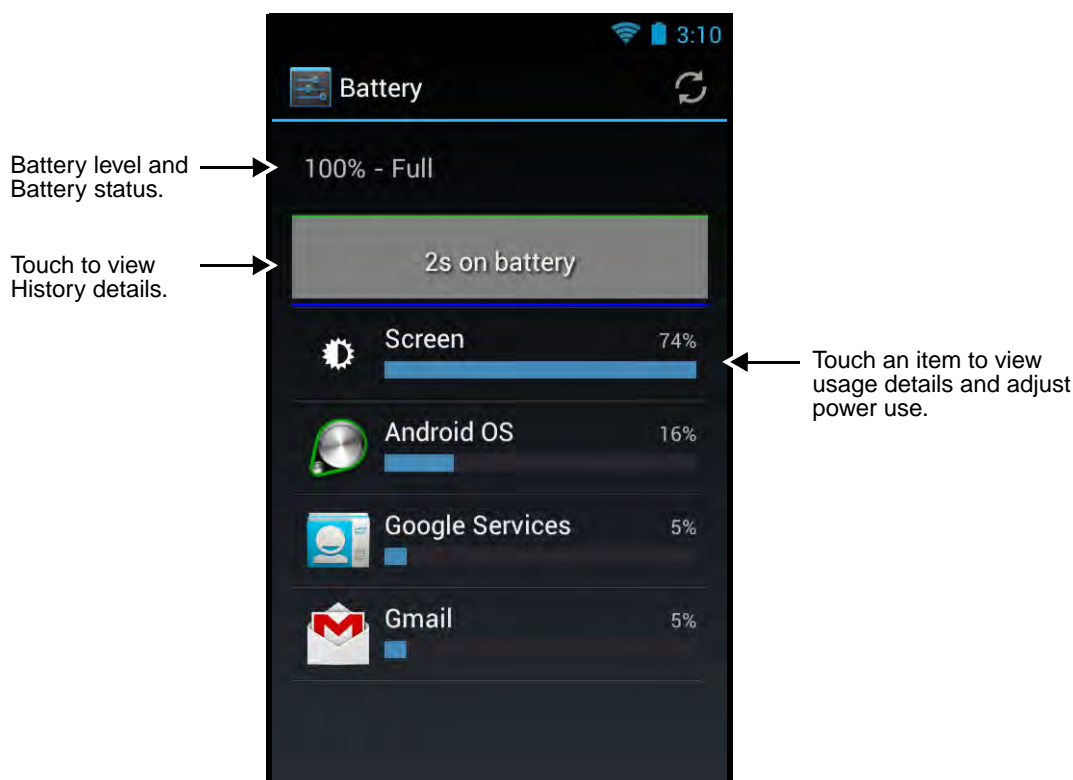 3:10
Battery
Battery level and
Battery status.
100% - Full
Touch to view
History details.
2s on battery
Screen 74%
Touch an item to view
usage details and adjust
power use.
Android OS 16%
Google Services 5%
Gmail 5%